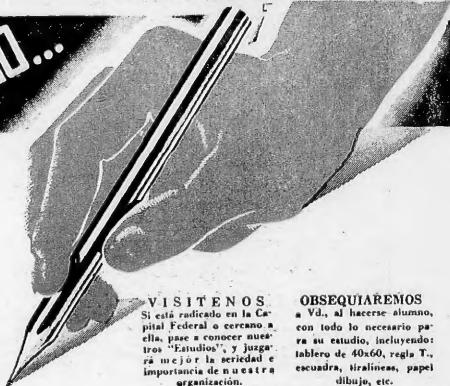 O...
VISITENOS
Si está radicado en la Ca-
pital Federal o cercano a
ella, pase a conocer nues-
tros "Estudios", y juzga-
rá mejór la seriedad e
importancia de nuestra
organización.
OBSEQUIAREMOS
a Vd., al hacerse alumno,
con todo lo necesario pa-
ra su estudio, incluyendo:
tablero de 40x60, regla T.,
escuadra, tiralíneas, papel
dibujo, etc.